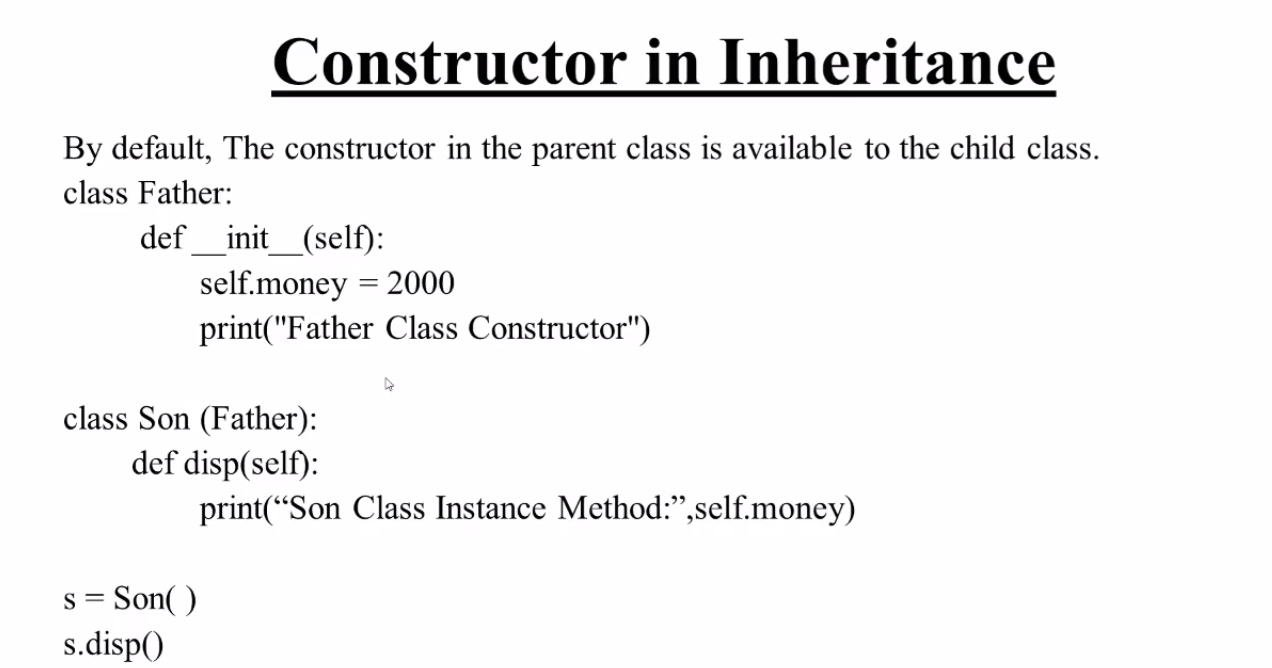 Constructor in Inheritance
By default, The constructor in the parent class is available to the child class.
class Father:
def __init__(self):
self.money = 2000
print("Father Class Constructor")
class Son (Father):
def disp(self):
print(“Son Class Instance Method:”,self.money)
s = Son( )
s.disp()